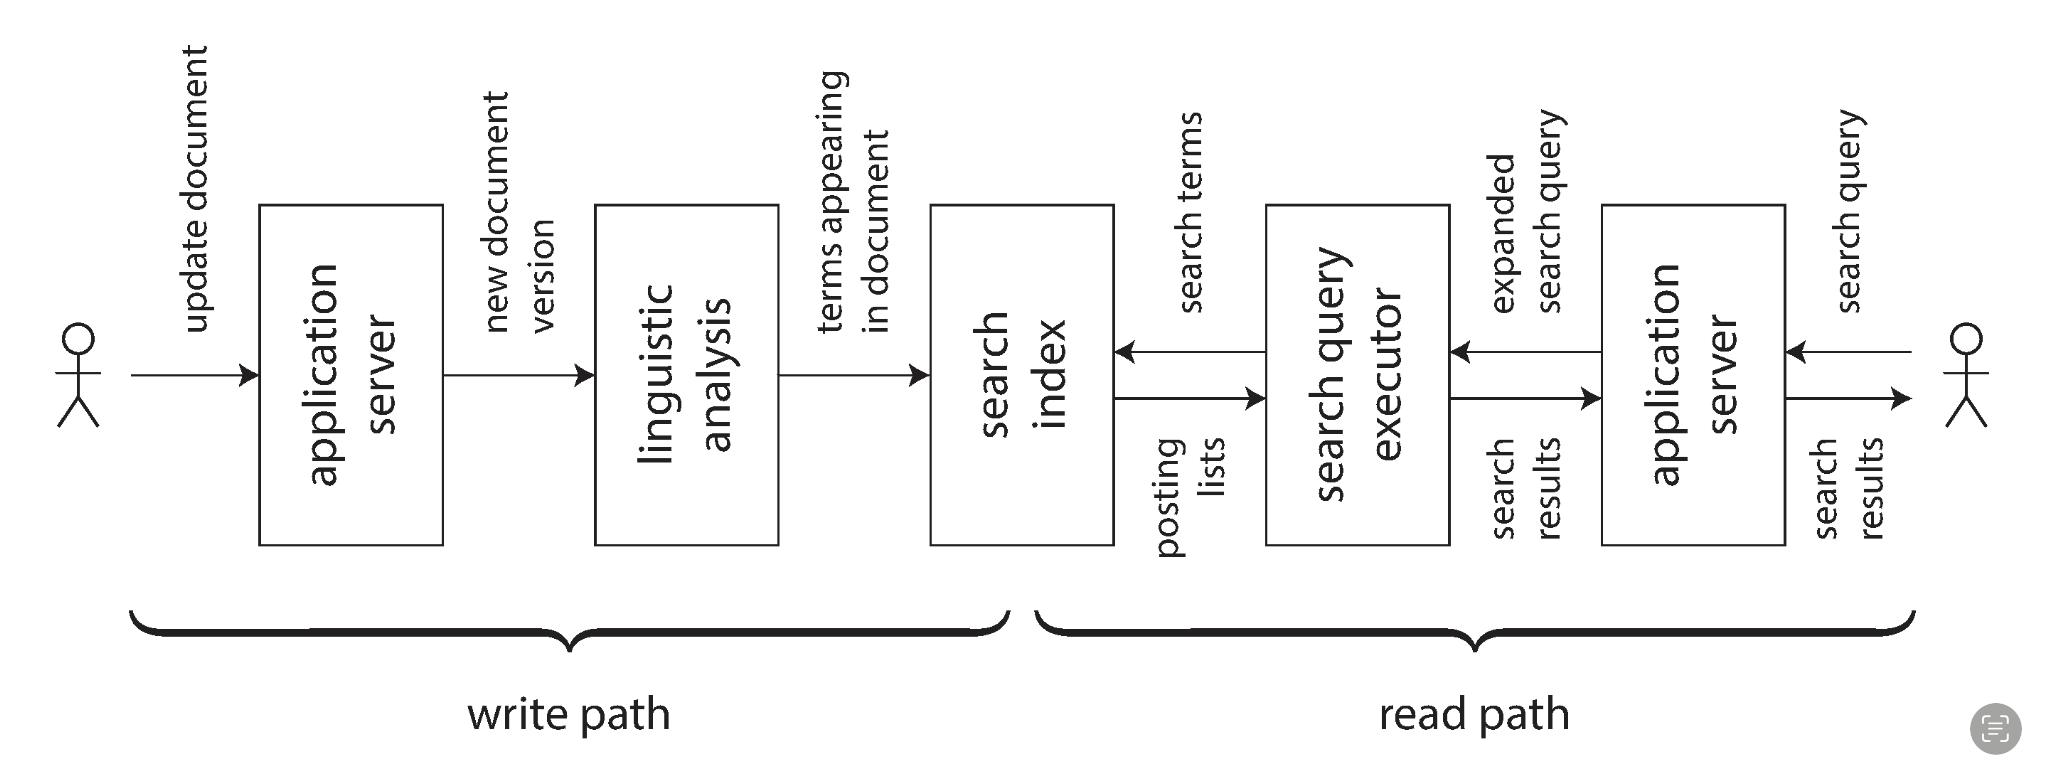 update document
application
server
new document
version
linguistic
analysis
terms appearing
in document
search
index
search terms
posting
lists
search query
executor
expanded
search query
search
results
application
server
search query
search
results
write path
read path